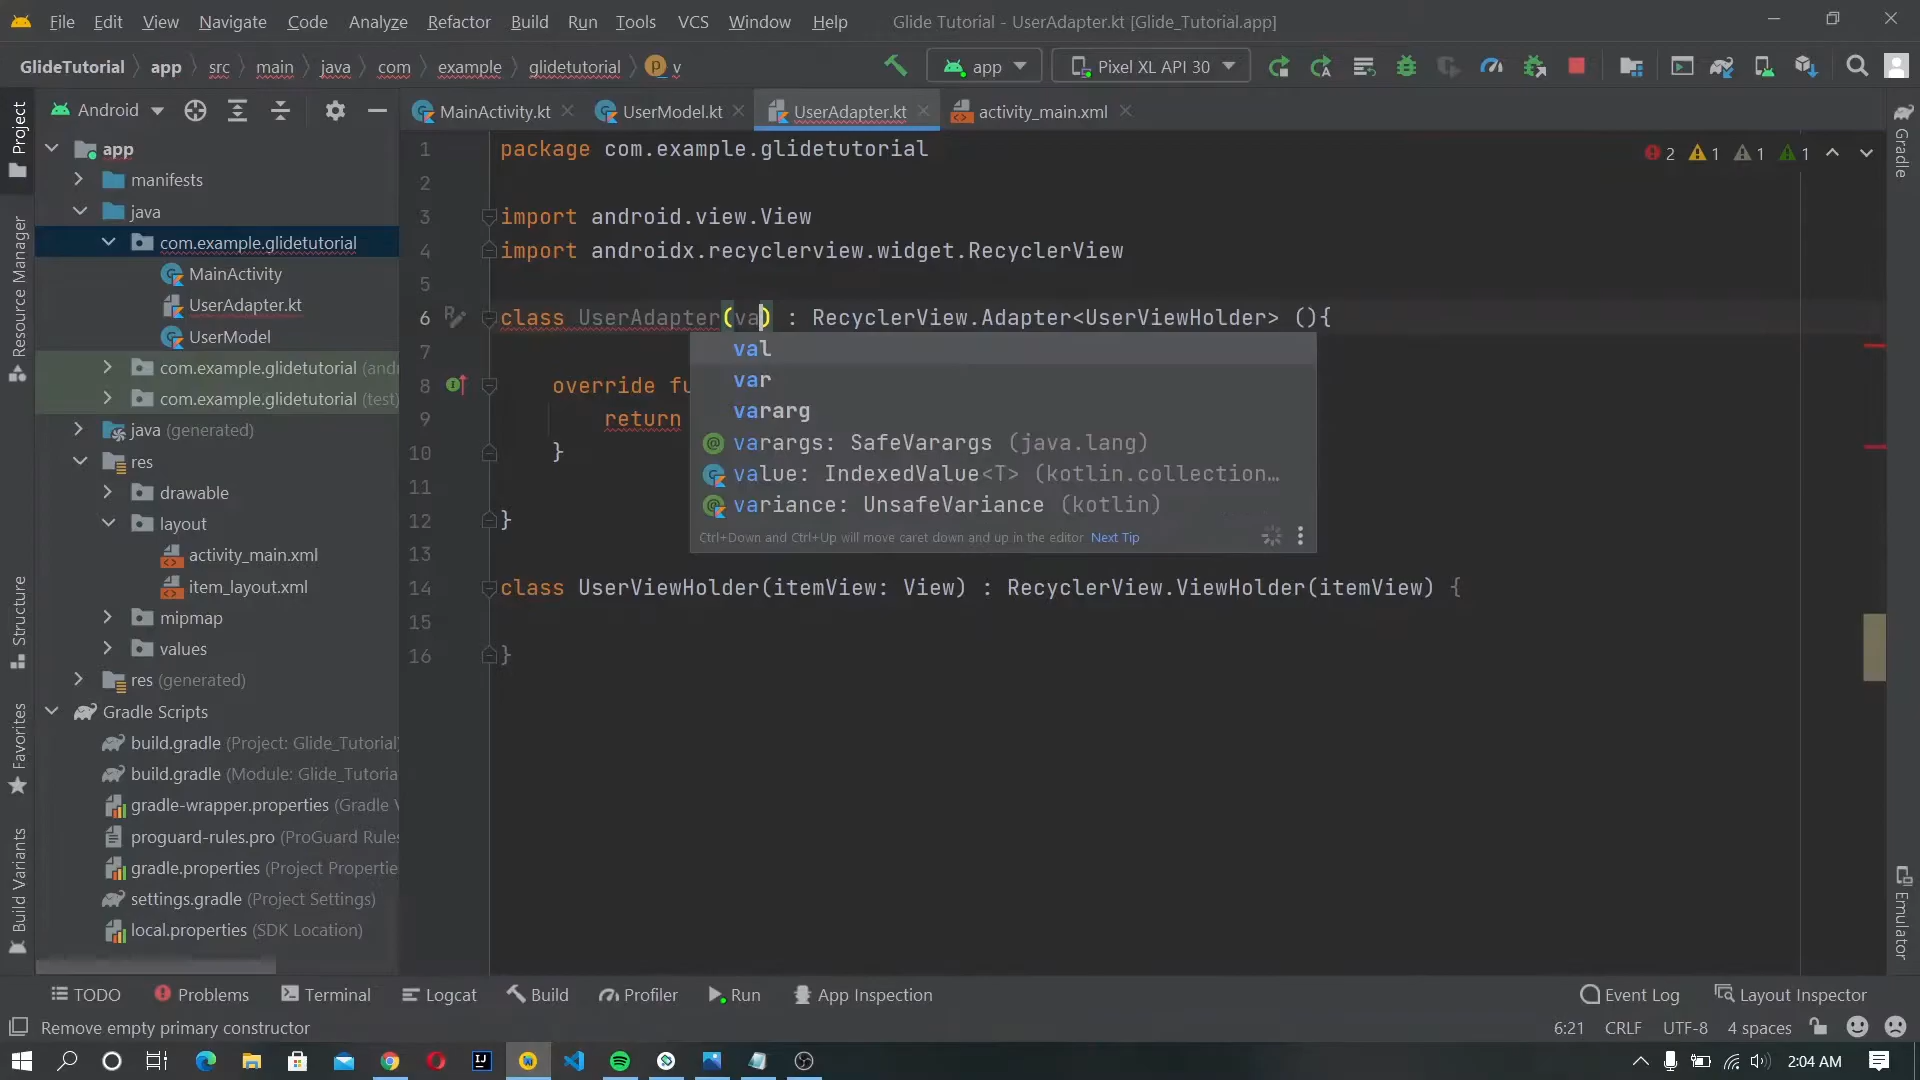 File Edit View Navigate Code Analyze Refactor Build Run Tools VCS Window Help Glide Tutorial - UserAdapter.kt [Glide_Tutorial.app]
GlideTutorial app src main java com example glidetutorial v app Pixel XL API 30
Android MainActivity.kt UserModel.kt UserAdapter.kt activity_main.xml
Project
Resource Manager
Structure
Favorites
Build Variants
app
manifests
java
com.example.glidetutorial
MainActivity
UserAdapter.kt
UserModel
com.example.glidetutorial (and
com.example.glidetutorial (test)
java (generated)
res
drawable
layout
activity_main.xml
item_layout.xml
mipmap
values
res (generated)
Gradle Scripts
build.gradle (Project: Glide_Tutorial)
build.gradle (Module: Glide_Tutoria
gradle-wrapper.properties (Gradle V
proguard-rules.pro (ProGuard Rules
gradle.properties (Project Propertie
settings.gradle (Project Settings)
local.properties (SDK Location)
1 package com.example.glidetutorial
2
3 import android.view.View
4 import androidx.recyclerview.widget.RecyclerView
5
6 class UserAdapter(va) : RecyclerView.Adapter<UserViewHolder> (){
7
8 override fu
9 return
10 }
11
12 }
13
14 class UserViewHolder(itemView: View) : RecyclerView.ViewHolder(itemView) {
15
16 }
val
var
vararg
varargs: SafeVarargs (java.lang)
value: IndexedValue<T> (kotlin.collection…
variance: UnsafeVariance (kotlin)
Ctrl+Down and Ctrl+Up will move caret down and up in the editor Next Tip
2 1 1 1
Gradle
Emulator
TODO Problems Terminal Logcat Build Profiler Run App Inspection Event Log Layout Inspector
Remove empty primary constructor 6:21 CRLF UTF-8 4 spaces
2:04 AM